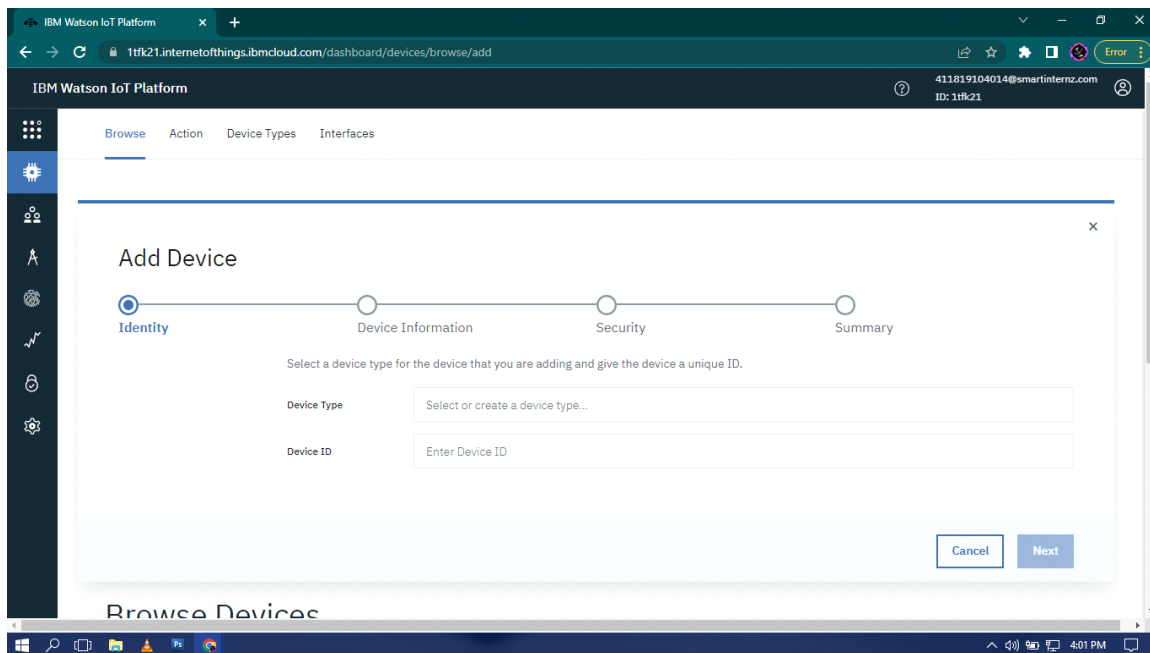 IBM Watson IoT Platform
1tfk21.internetofthings.ibmcloud.com/dashboard/devices/browse/add
Error
IBM Watson IoT Platform
411819104014@smartinternz.com
ID: 1tfk21
Browse Action Device Types Interfaces
Add Device
Identity Device Information Security Summary
Select a device type for the device that you are adding and give the device a unique ID.
Device Type Select or create a device type...
Device ID Enter Device ID
Cancel Next
Browse Devices
Ps
4:01 PM